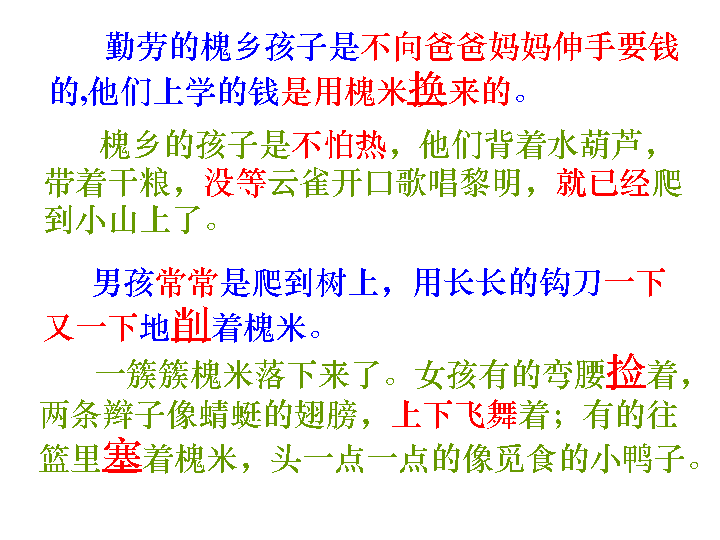 勤劳的槐乡孩子是不向爸爸妈妈伸手要钱
的,他们上学的钱是用槐米换来的。
槐乡的孩子是不怕热，他们背着水葫芦，
带着干粮，没等云雀开口歌唱黎明，就已经爬
到小山上了。
男孩常常是爬到树上，用长长的钩刀一下
又一下地削着槐米。
一簇簇槐米落下来了。女孩有的弯腰捡着，
两条辫子像蜻蜓的翅膀，上下飞舞着；有的往
篮里塞着槐米，头一点一点的像觅食的小鸭子。